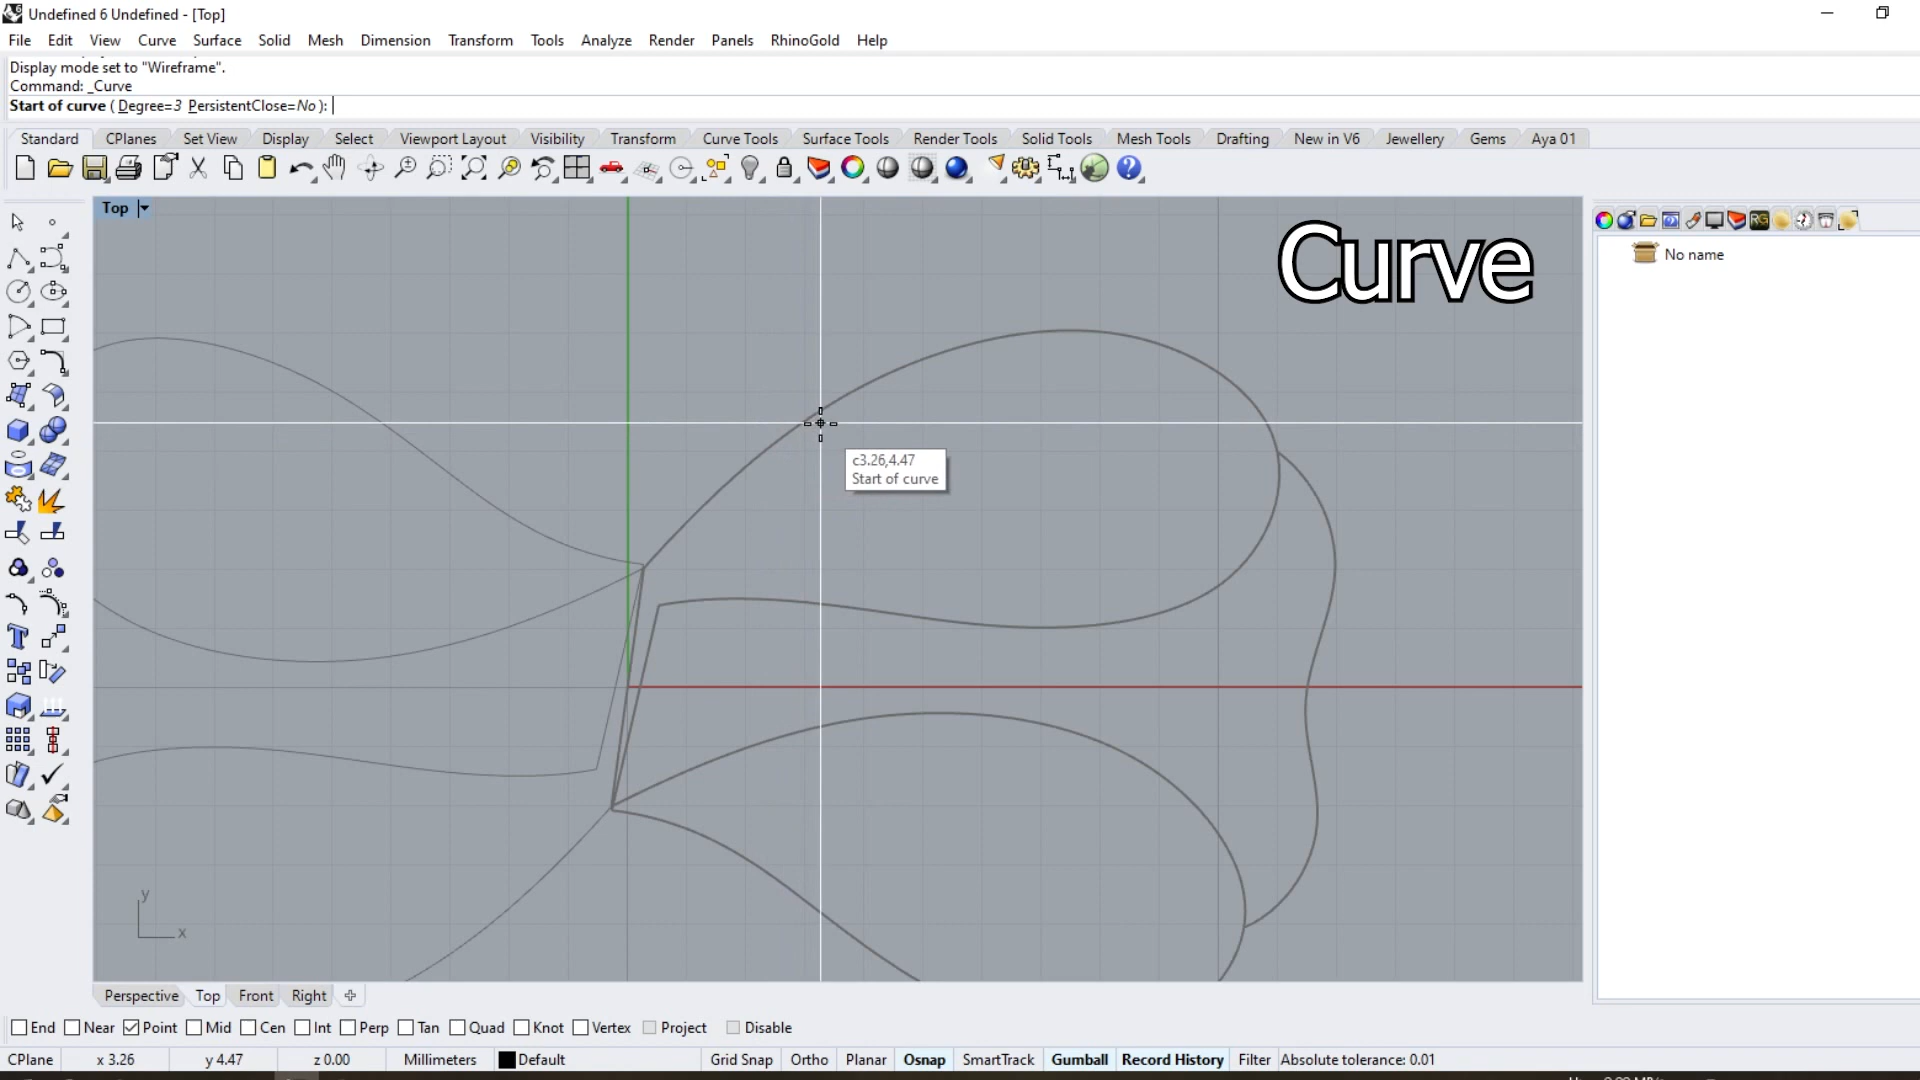 Undefined 6 Undefined - [Top]
File Edit View Curve Surface Solid Mesh Dimension Transform Tools Analyze Render Panels RhinoGold Help
Display mode set to "Wireframe".
Command: _Curve
Start of curve ( Degree=3 PersistentClose=No ):
Standard CPlanes Set View Display Select Viewport Layout Visibility Transform Curve Tools Surface Tools Render Tools Solid Tools Mesh Tools Drafting New in V6 Jewellery Gems Aya 01
Top
Curve
RG
No name
c3.26,4.47
Start of curve
y
x
Perspective Top Front Right
End Near Point Mid Cen Int Perp Tan Quad Knot Vertex Project Disable
CPlane x 3.26 y 4.47 z 0.00 Millimeters Default Grid Snap Ortho Planar Osnap SmartTrack Gumball Record History Filter Absolute tolerance: 0.01